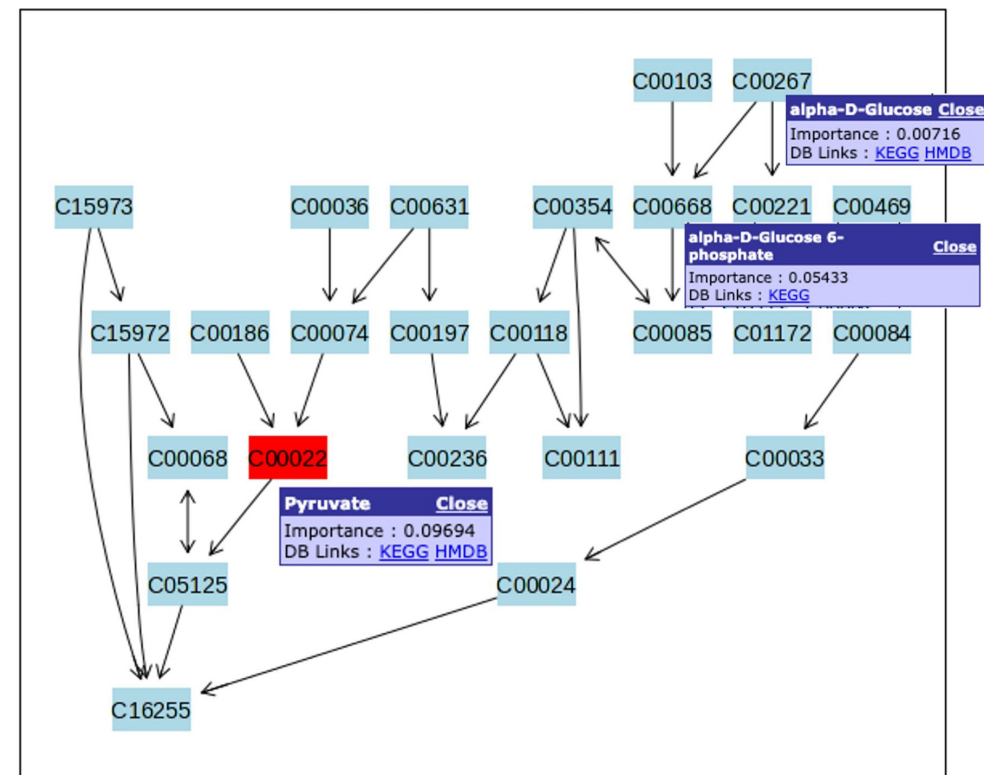 C00103 C00267
alpha-D-Glucose Close
Importance : 0.00716
DB Links : KEGG HMDB
C15973 C00036 C00631 C00354 C00668 C00221 C00469
alpha-D-Glucose 6-
phosphate Close
Importance : 0.05433
DB Links : KEGG
C15972 C00186 C00074 C00197 C00118 C00085 C01172 C00084
C00068 C00022 C00236 C00111 C00033
Pyruvate Close
Importance : 0.09694
DB Links : KEGG HMDB
C05125 C00024
C16255